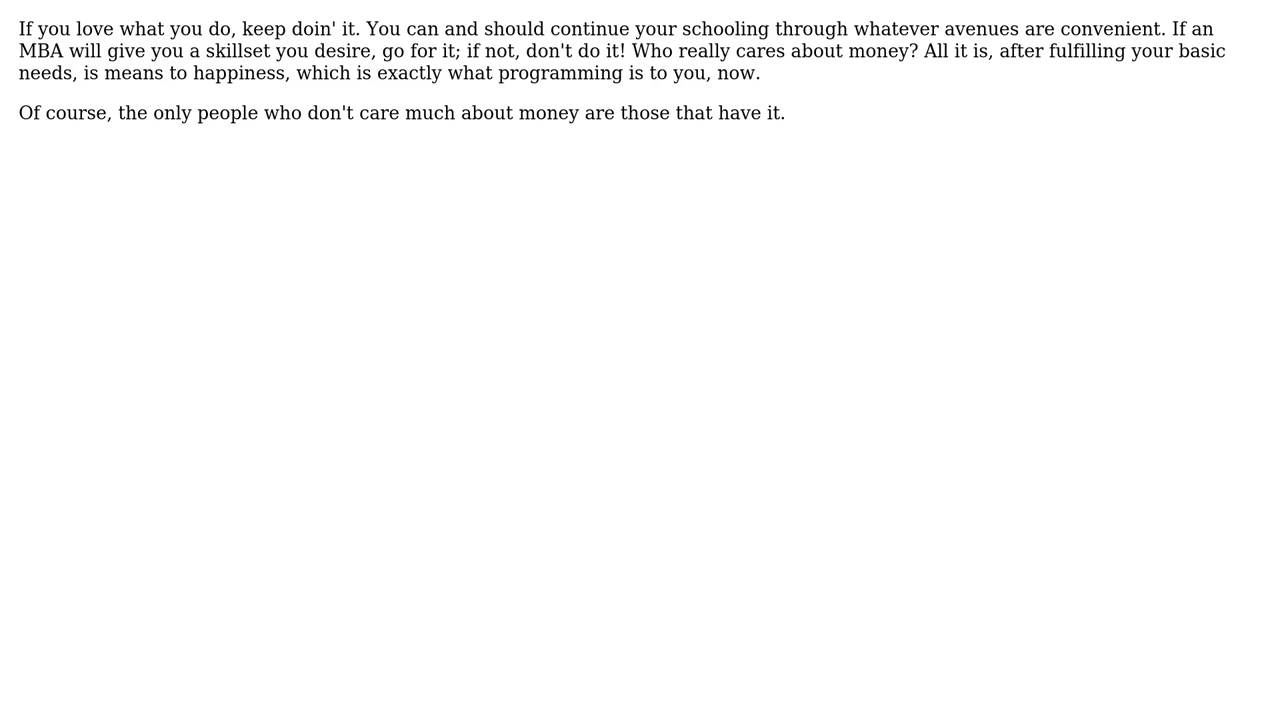 If you love what you do, keep doin' it. You can and should continue your schooling through whatever avenues are convenient. If an
MBA will give you a skillset you desire, go for it; if not, don't do it! Who really cares about money? All it is, after fulfilling your basic
needs, is means to happiness, which is exactly what programming is to you, now.
Of course, the only people who don't care much about money are those that have it.